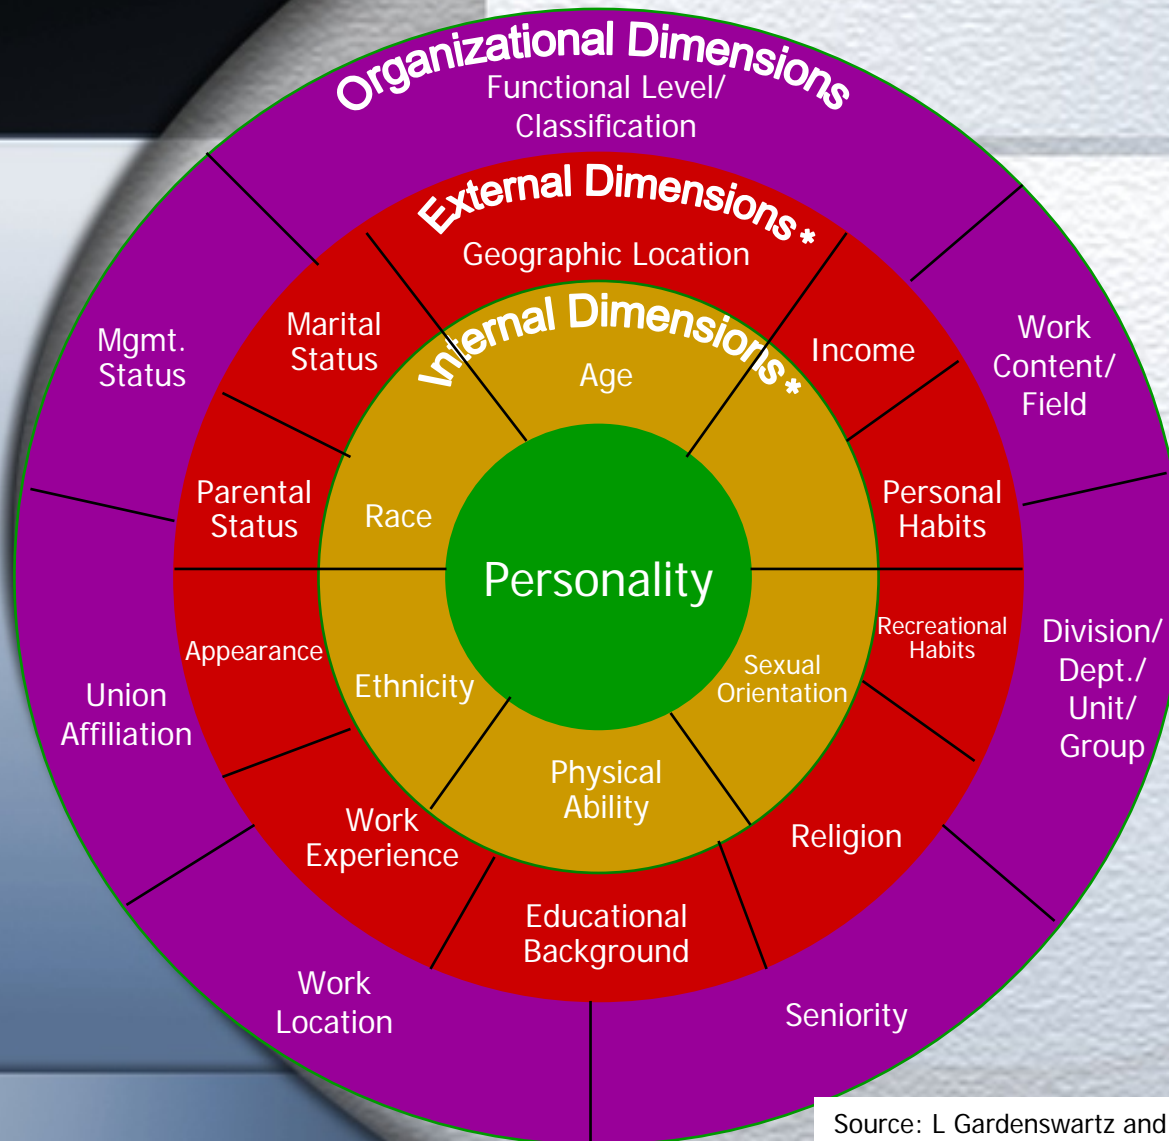 Organizational Dimensions
Functional Level/
Classification
External Dimensions*
Geographic Location
Internal Dimensions*
Age
Marital
Status
Income
Mgmt.
Status
Work
Content/
Field
Parental
Status
Race
Personal
Habits
Personality
Appearance
Ethnicity
Sexual
Orientation
Recreational
Habits
Division/
Dept./
Unit/
Group
Union
Affiliation
Physical
Ability
Work
Experience
Religion
Educational
Background
Work
Location
Seniority
Source: L Gardenswartz and